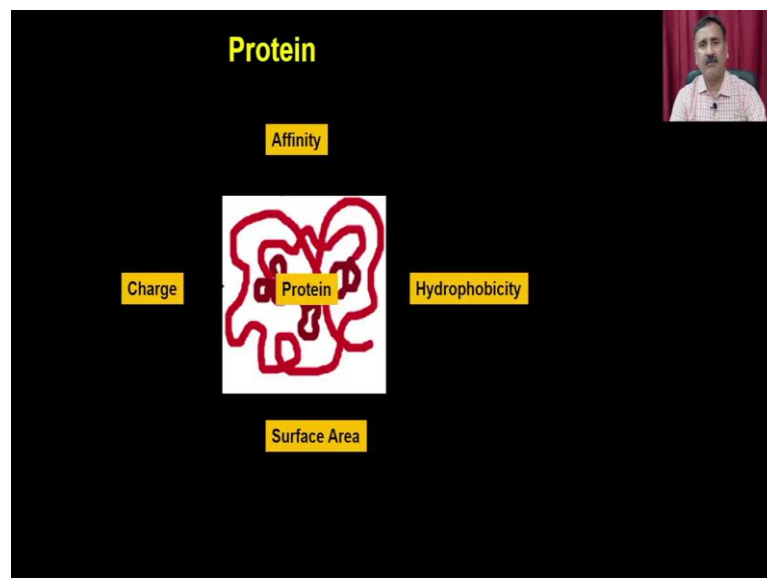 Protein
Affinity
Charge
Protein
Hydrophobicity
Surface Area